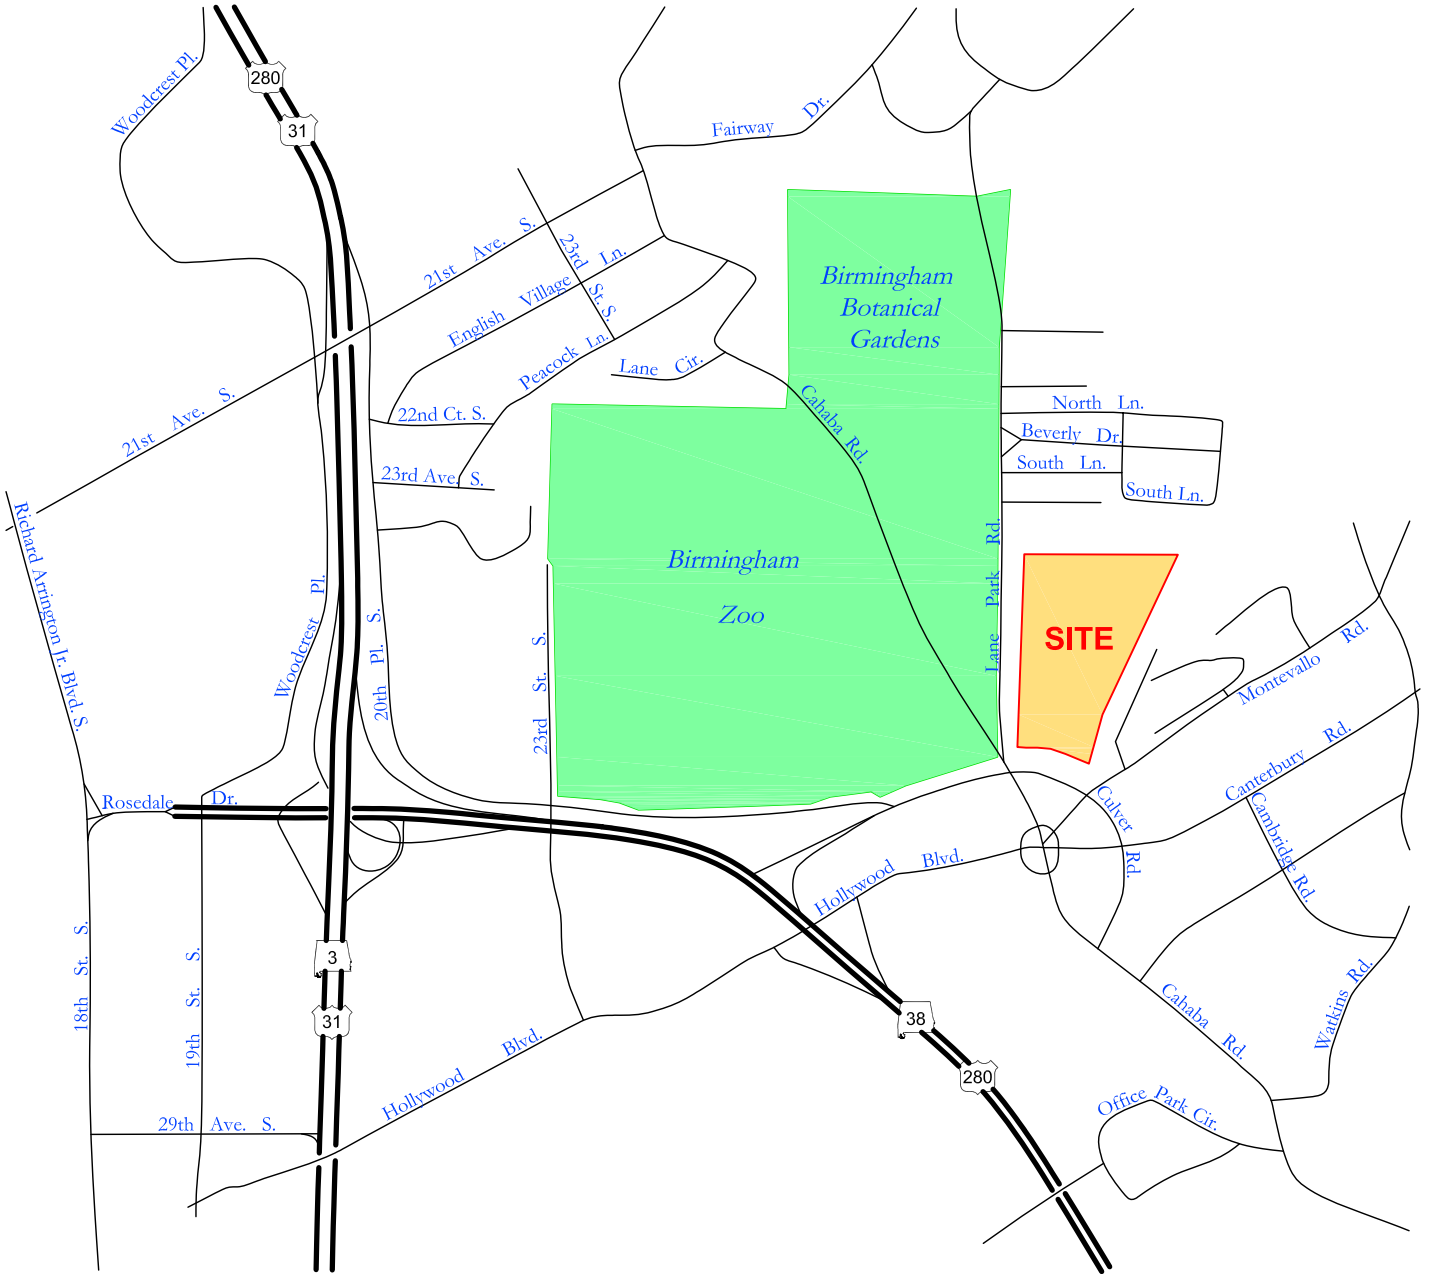 Woodcrest Pl.
280
31
Fairway Dr.
21st Ave. S.
23rd St. S.
English Village Ln.
Peacock Ln.
Lane Cir.
22nd Ct. S.
23rd Ave. S.
21st Ave. S.
Birmingham
Botanical
Gardens
Cahaba Rd.
North Ln.
Beverly Dr.
South Ln.
South Ln.
Richard Arrington Jr. Blvd. S.
Woodcrest Pl.
20th Pl. S.
23rd St. S.
Birmingham
Zoo
Lane Park Rd.
SITE
Montevallo Rd.
Canterbury Rd.
Cambridge Rd.
Culver Rd.
Rosedale Dr.
Hollywood Blvd.
18th St. S.
19th St. S.
3
31
38
280
Cahaba Rd.
Watkins Rd.
Hollywood Blvd.
29th Ave. S.
Office Park Cir.